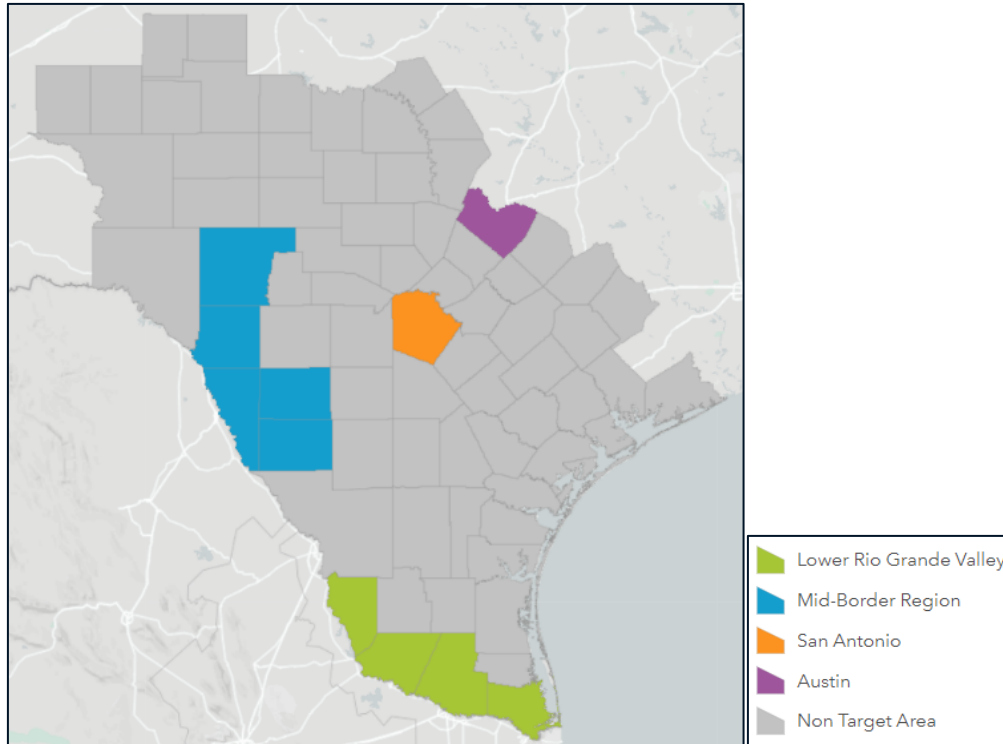 Lower Rio Grande Valley
Mid-Border Region
San Antonio
Austin
Non Target Area